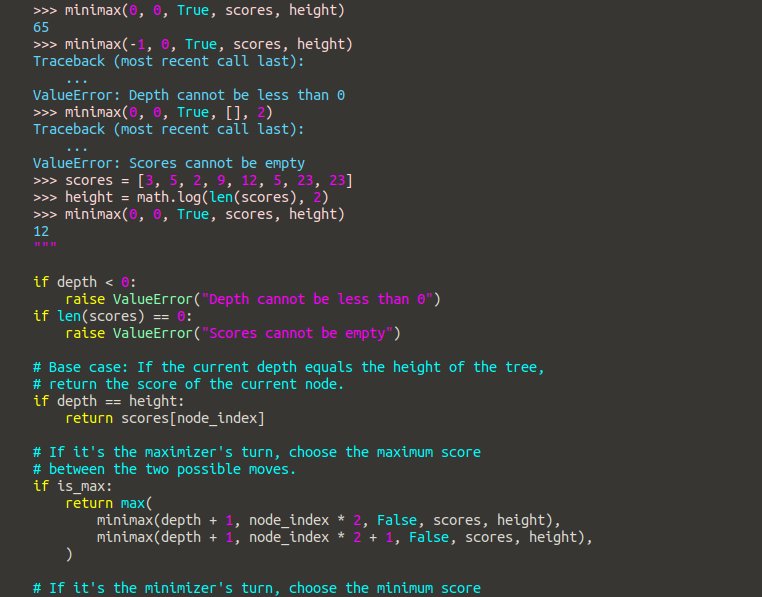 >>> minimax(0, 0, True, scores, height)
65
>>> minimax(-1, 0, True, scores, height)
Traceback (most recent call last):
    ...
ValueError: Depth cannot be less than 0
>>> minimax(0, 0, True, [], 2)
Traceback (most recent call last):
    ...
ValueError: Scores cannot be empty
>>> scores = [3, 5, 2, 9, 12, 5, 23, 23]
>>> height = math.log(len(scores), 2)
>>> minimax(0, 0, True, scores, height)
12
"""

if depth < 0:
    raise ValueError("Depth cannot be less than 0")
if len(scores) == 0:
    raise ValueError("Scores cannot be empty")

# Base case: If the current depth equals the height of the tree,
# return the score of the current node.
if depth == height:
    return scores[node_index]

# If it's the maximizer's turn, choose the maximum score
# between the two possible moves.
if is_max:
    return max(
        minimax(depth + 1, node_index * 2, False, scores, height),
        minimax(depth + 1, node_index * 2 + 1, False, scores, height),
    )

# If it's the minimizer's turn, choose the minimum score